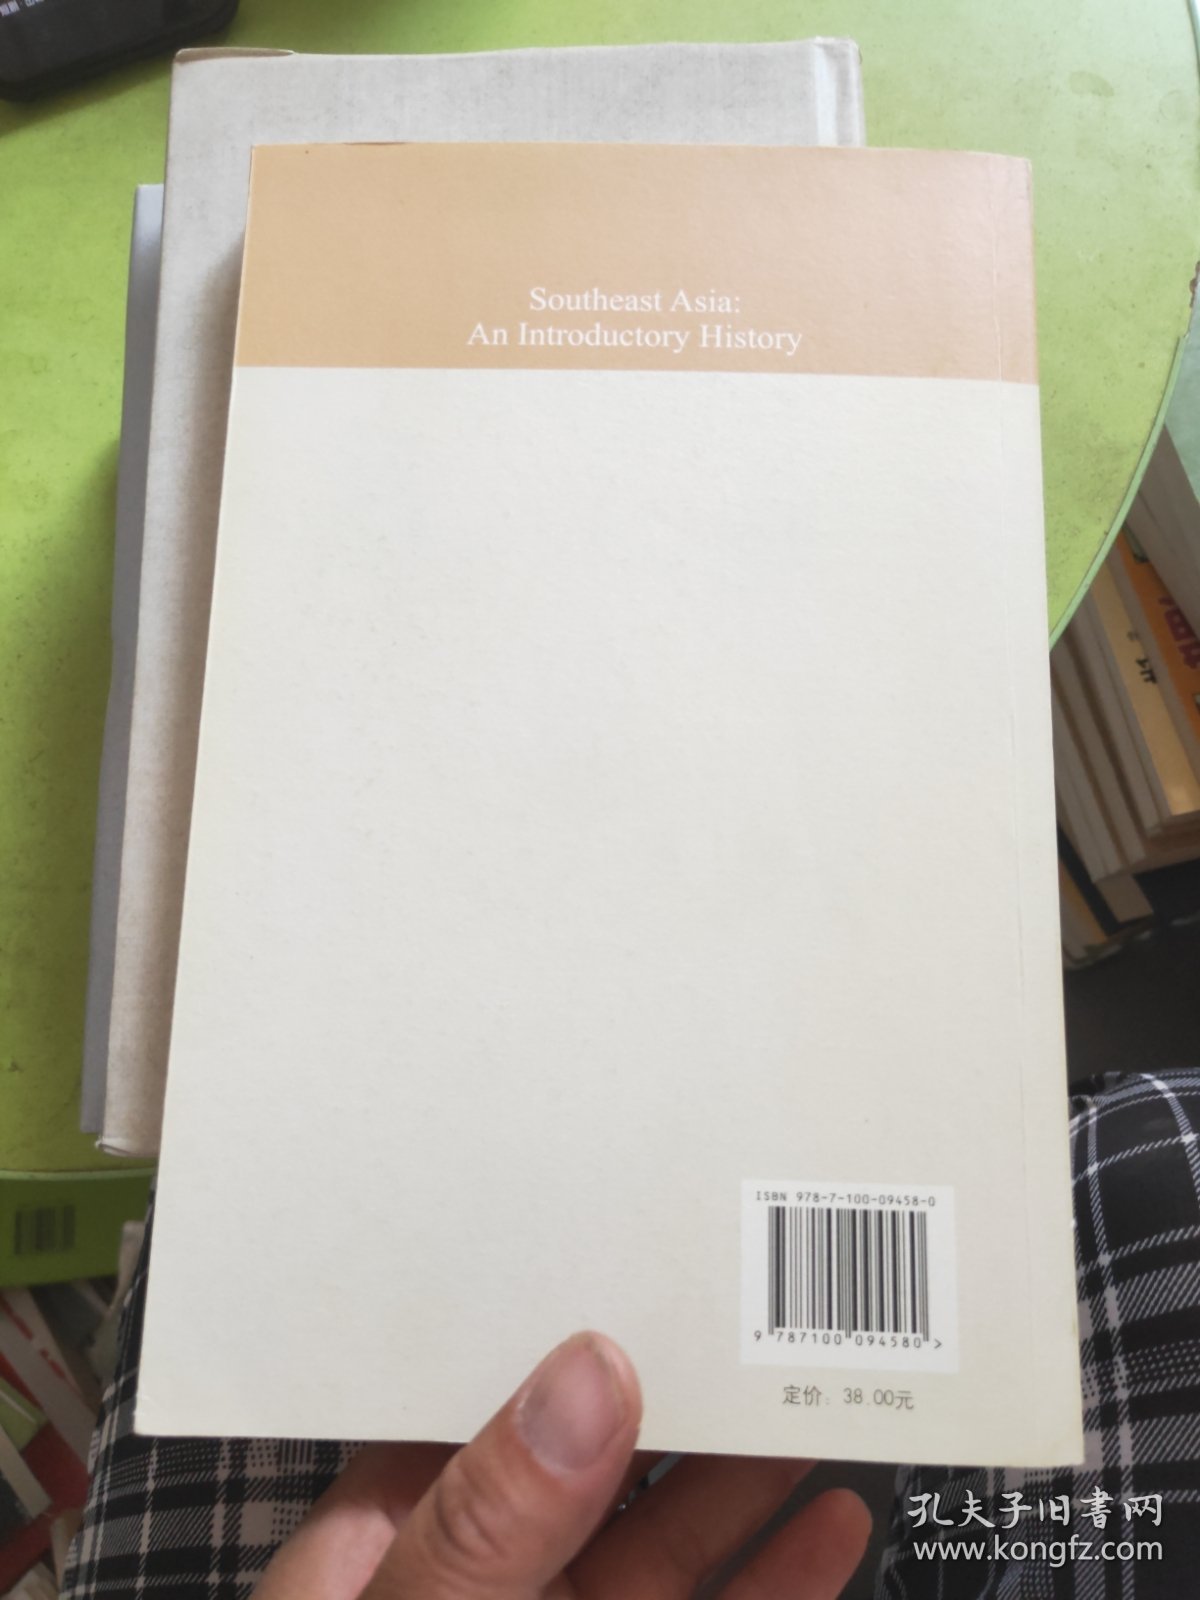 Southeast Asia:
An Introductory History
ISBN 978-7-100-09458-0
9 787100 094580 >
定价: 38.00元
孔夫子旧书网
www.kongfz.com